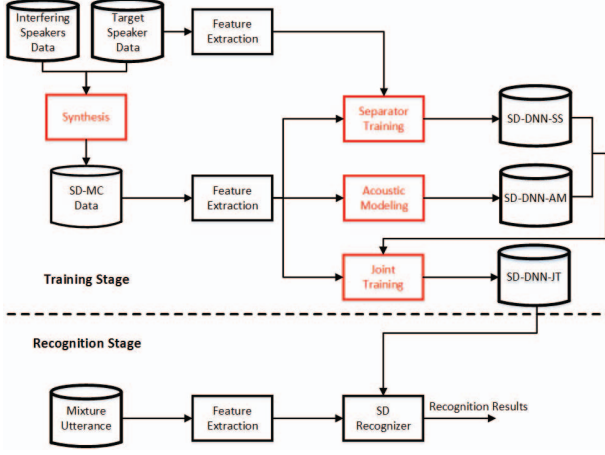 Interfering
Speakers
Data
Target
Speaker
Data
Feature
Extraction
Synthesis
Separator
Training
SD-DNN-SS
SD-MC
Data
Feature
Extraction
Acoustic
Modeling
SD-DNN-AM
Joint
Training
SD-DNN-JT
Training Stage
Recognition Stage
Mixture
Utterance
Feature
Extraction
SD
Recognizer
Recognition Results